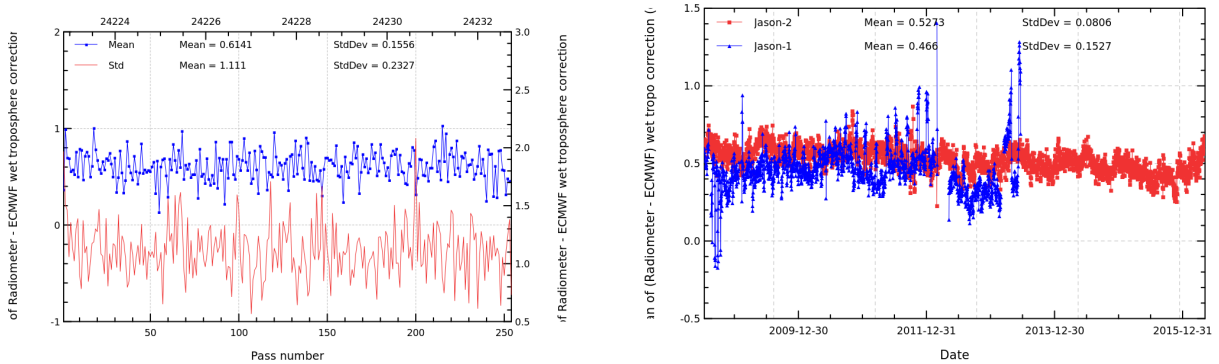 24224 24226 24228 24230 24232
Mean Mean = 0.6141 StdDev = 0.1556
Std Mean = 1.111 StdDev = 0.2327
of Radiometer - ECMWF wet troposphere correction
2
1
0
-1
3.0
2.5
2.0
1.5
1.0
0.5
of Radiometer - ECMWF wet troposphere correction
50 100 150 200 250
Pass number
Jason-2 Mean = 0.5273 StdDev = 0.0806
Jason-1 Mean = 0.466 StdDev = 0.1527
an of (Radiometer - ECMWF) wet tropo correction (
1.5
1.0
0.5
0.0
-0.5
2009-12-30 2011-12-31 2013-12-30 2015-12-31
Date